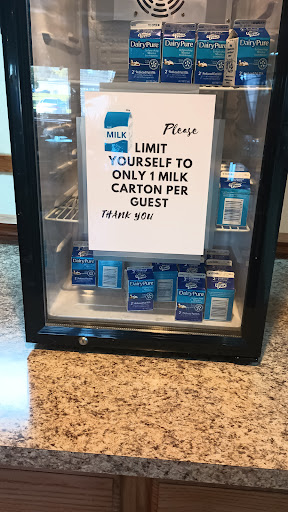 DairyPure
DairyPure
DairyPure
MILK
Please
LIMIT
YOURSELF TO
ONLY 1 MILK
CARTON PER
GUEST
THANK YOU
DairyPure
DairyPure
DairyPure